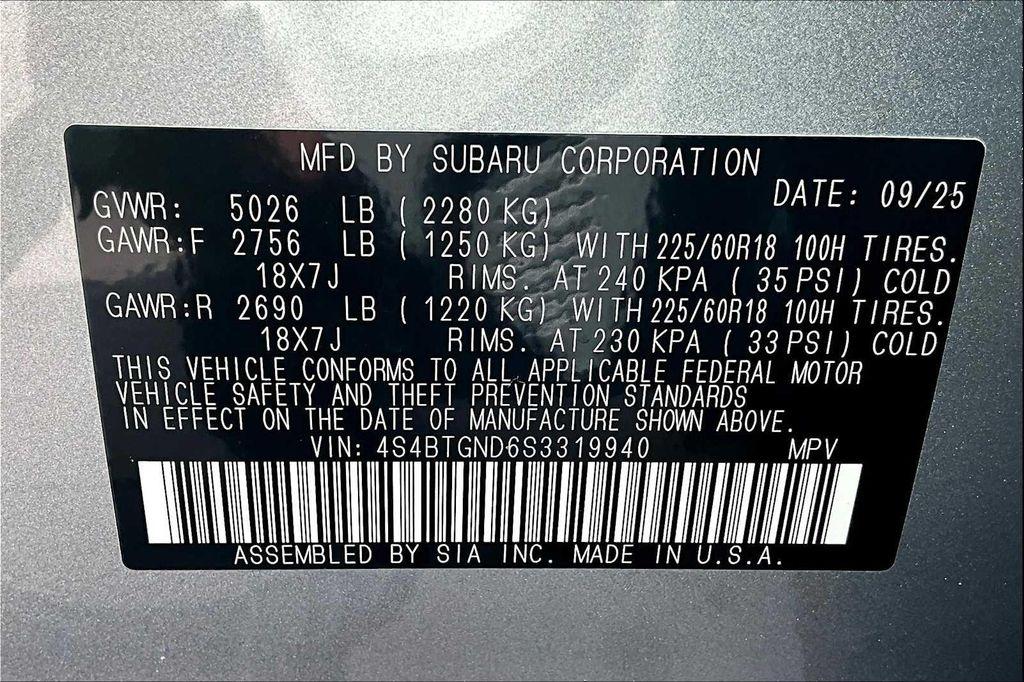 MFD BY SUBARU CORPORATION
DATE: 09/25
GVWR: 5026 LB ( 2280 KG)
GAWR:F 2756 LB ( 1250 KG) WITH 225/60R18 100H TIRES.
18X7J RIMS. AT 240 KPA ( 35 PSI) COLD
GAWR:R 2690 LB ( 1220 KG) WITH 225/60R18 100H TIRES.
18X7J RIMS. AT 230 KPA ( 33 PSI) COLD
THIS VEHICLE CONFORMS TO ALL APPLICABLE FEDERAL MOTOR
VEHICLE SAFETY AND THEFT PREVENTION STANDARDS
IN EFFECT ON THE DATE OF MANUFACTURE SHOWN ABOVE.
VIN: 4S4BTGND6S3319940 MPV
ASSEMBLED BY SIA INC. MADE IN U.S.A.